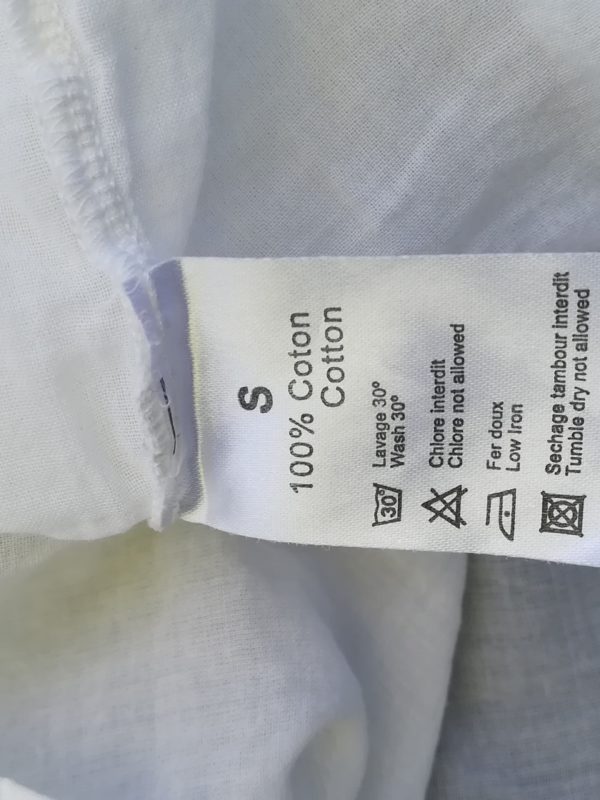 S
100% Coton
Cotton
30°
Lavage 30°
Wash 30°
Chlore interdit
Chlore not allowed
Fer doux
Low Iron
Sechage tambour interdit
Tumble dry not allowed